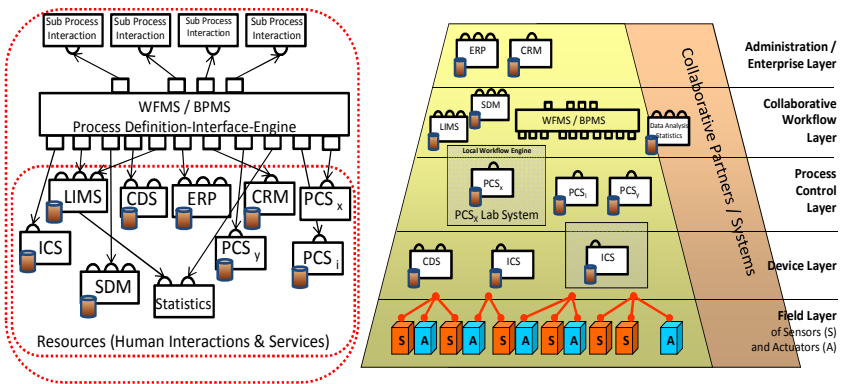 Sub Process
Interaction
Sub Process
Interaction
Sub Process
Interaction
Sub Process
Interaction
WFMS / BPMS
Process Definition-Interface-Engine
LIMS
CDS
ERP
CRM
PCS x
ICS
SDM
Statistics
PCS y
PCS i
Resources (Human Interactions & Services)
ERP
CRM
Administration /
Enterprise Layer
LIMS
SDM
WFMS / BPMS
Data Analysis
Statistics
Collaborative
Workflow
Layer
Local Workflow Engine
PCSx
PCSx Lab System
PCSi
PCSy
Process
Control
Layer
CDS
ICS
ICS
Device Layer
Collaborative Partners / Systems
S
A
S
A
S
A
S
A
S
S
A
Field Layer
of Sensors (S)
and Actuators (A)